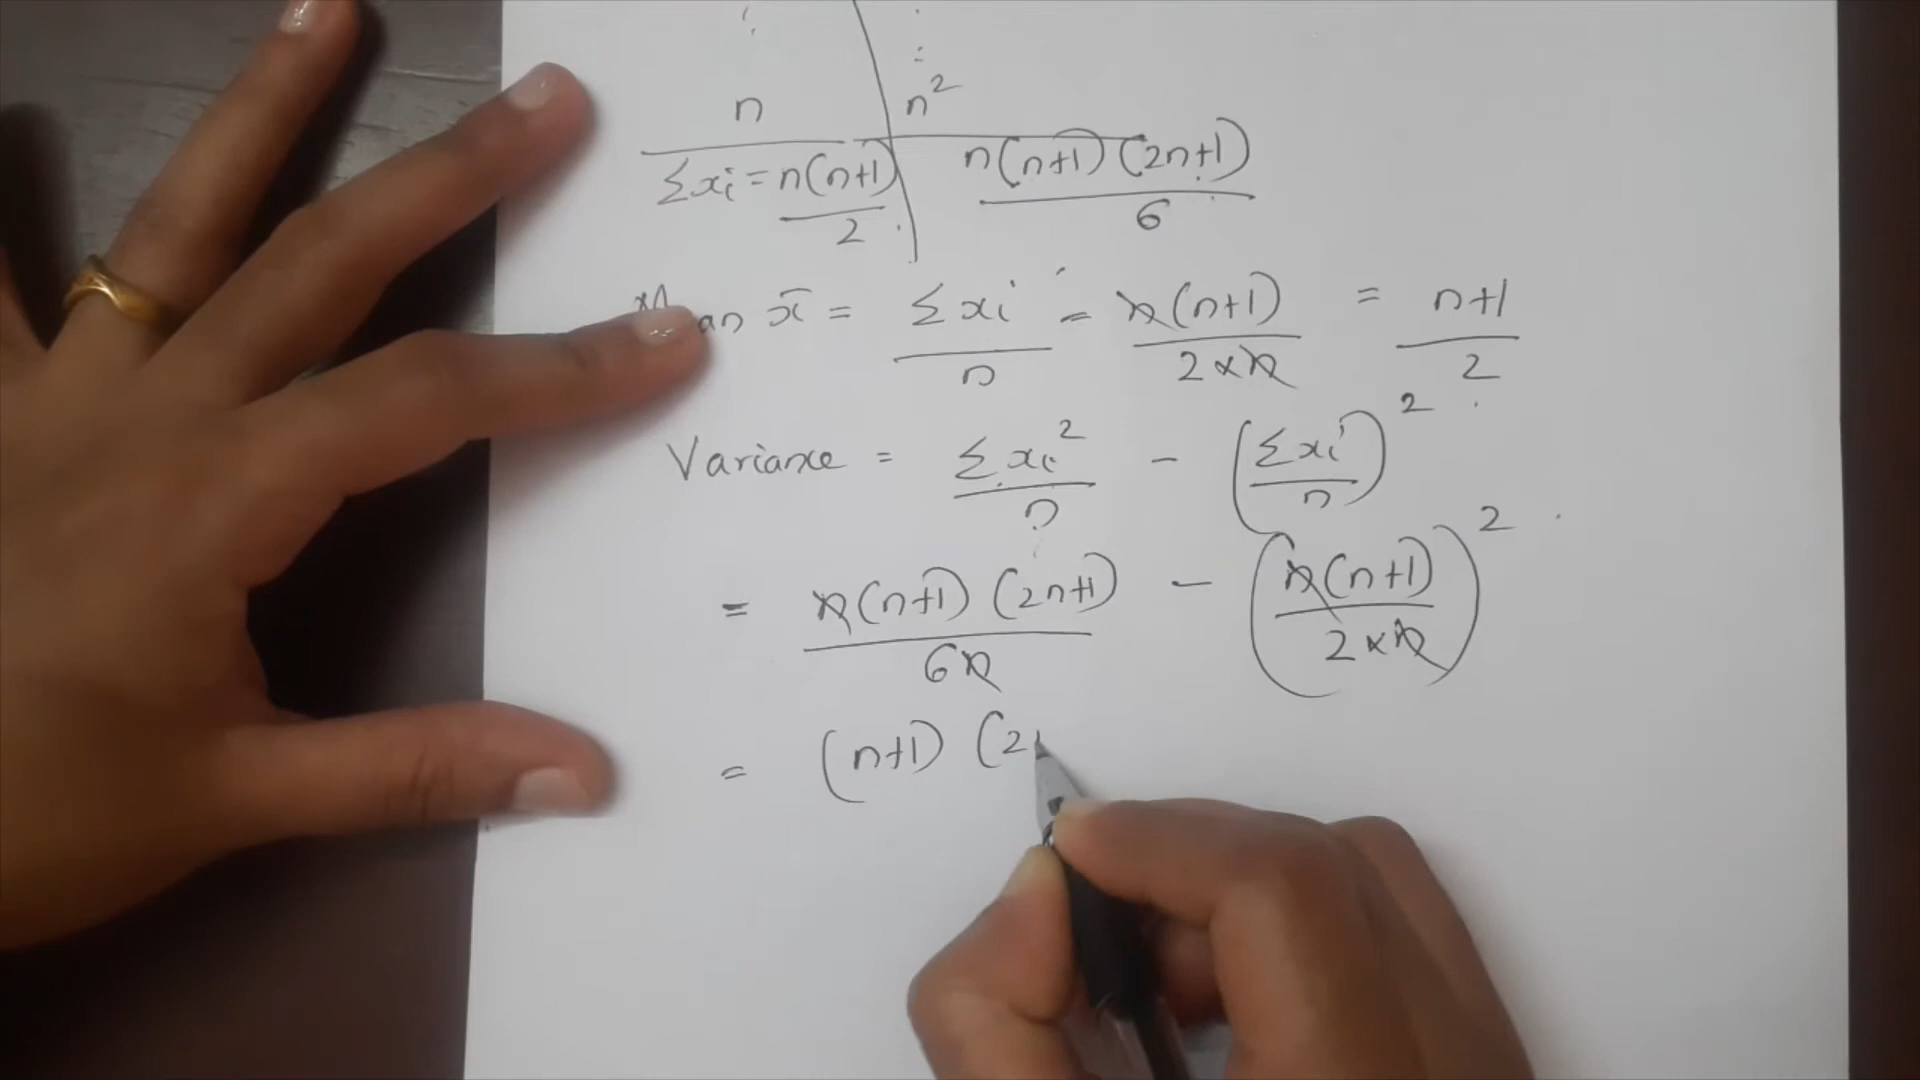 n n²
Σxi = n(n+1)/2 n(n+1)(2n+1)/6
an x̄ = Σxi/n = n(n+1)/2×n = n+1/2
Variance = Σxi²/n - (Σxi/n)²
= n(n+1)(2n+1)/6n - (n(n+1)/2×n)²
= (n+1) (2